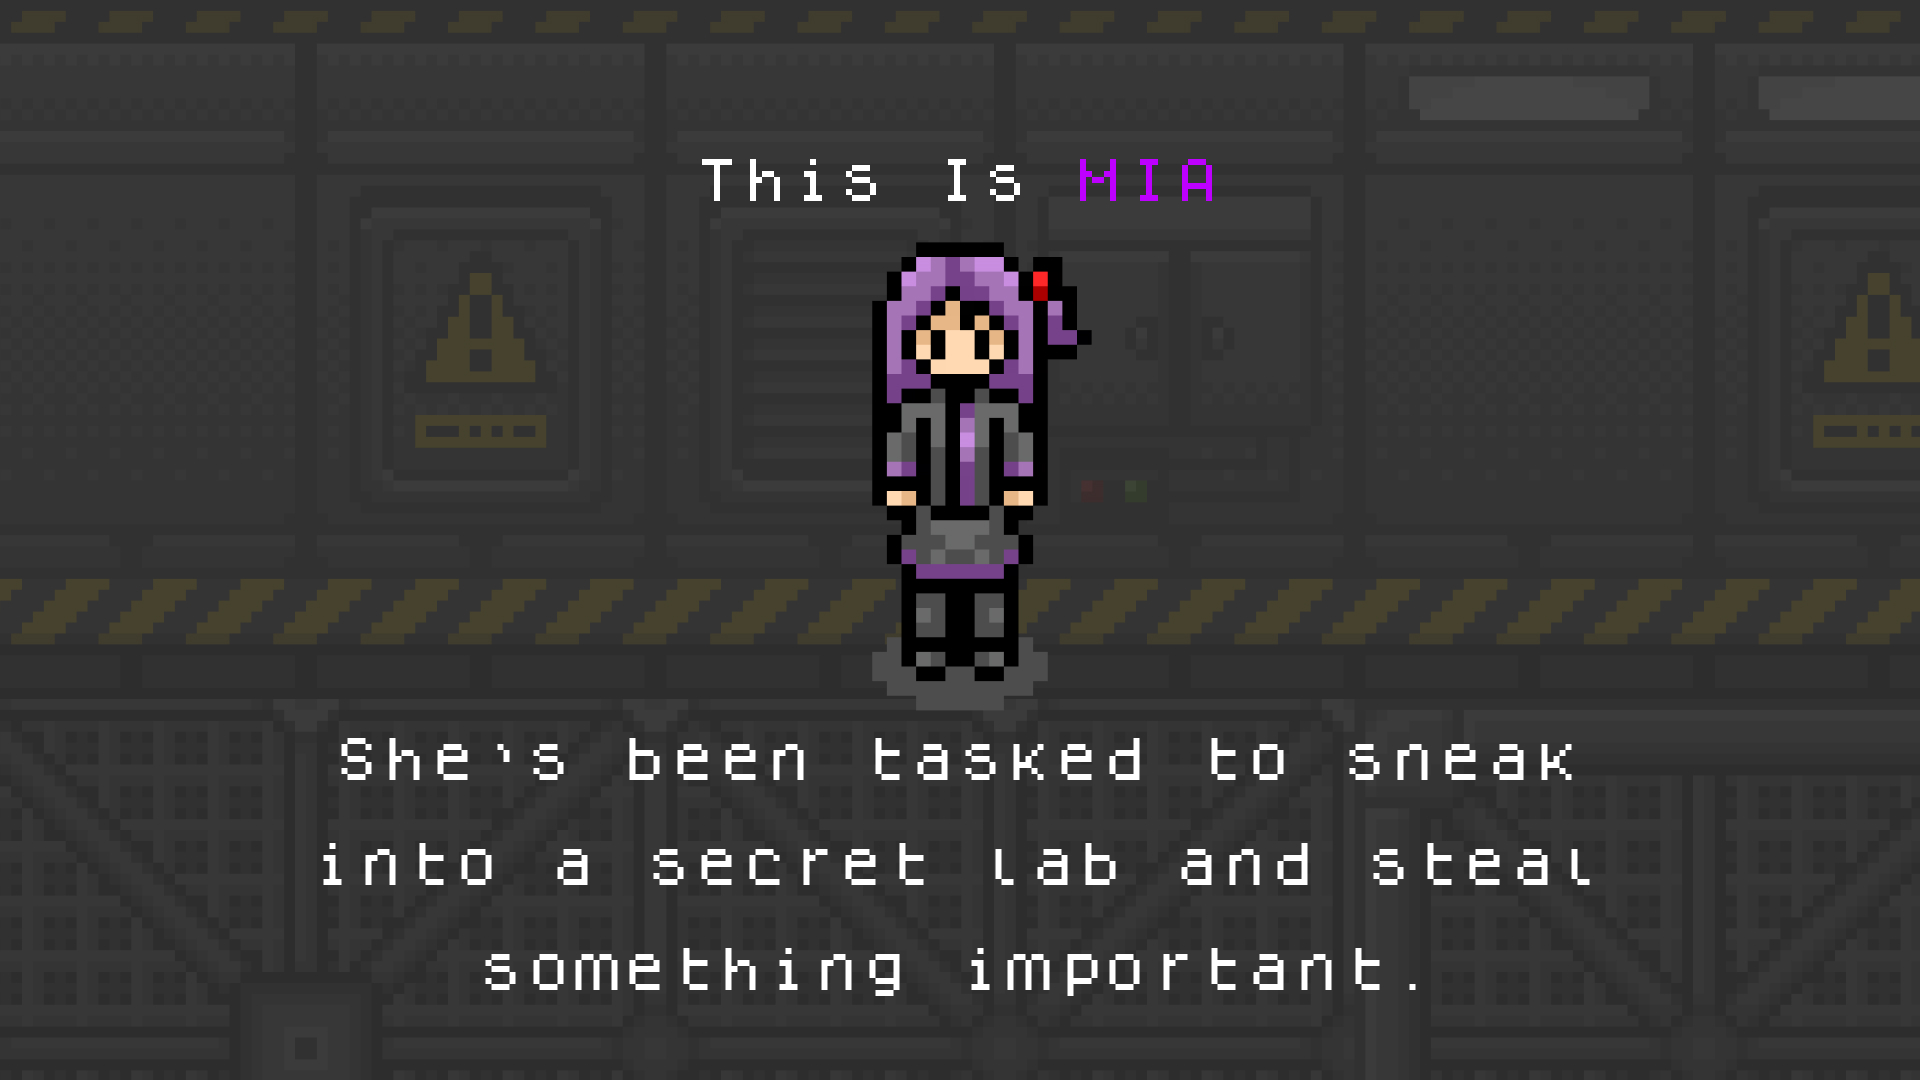 This Is MIA
She's been tasked to sneak
into a secret lab and steal
something important.